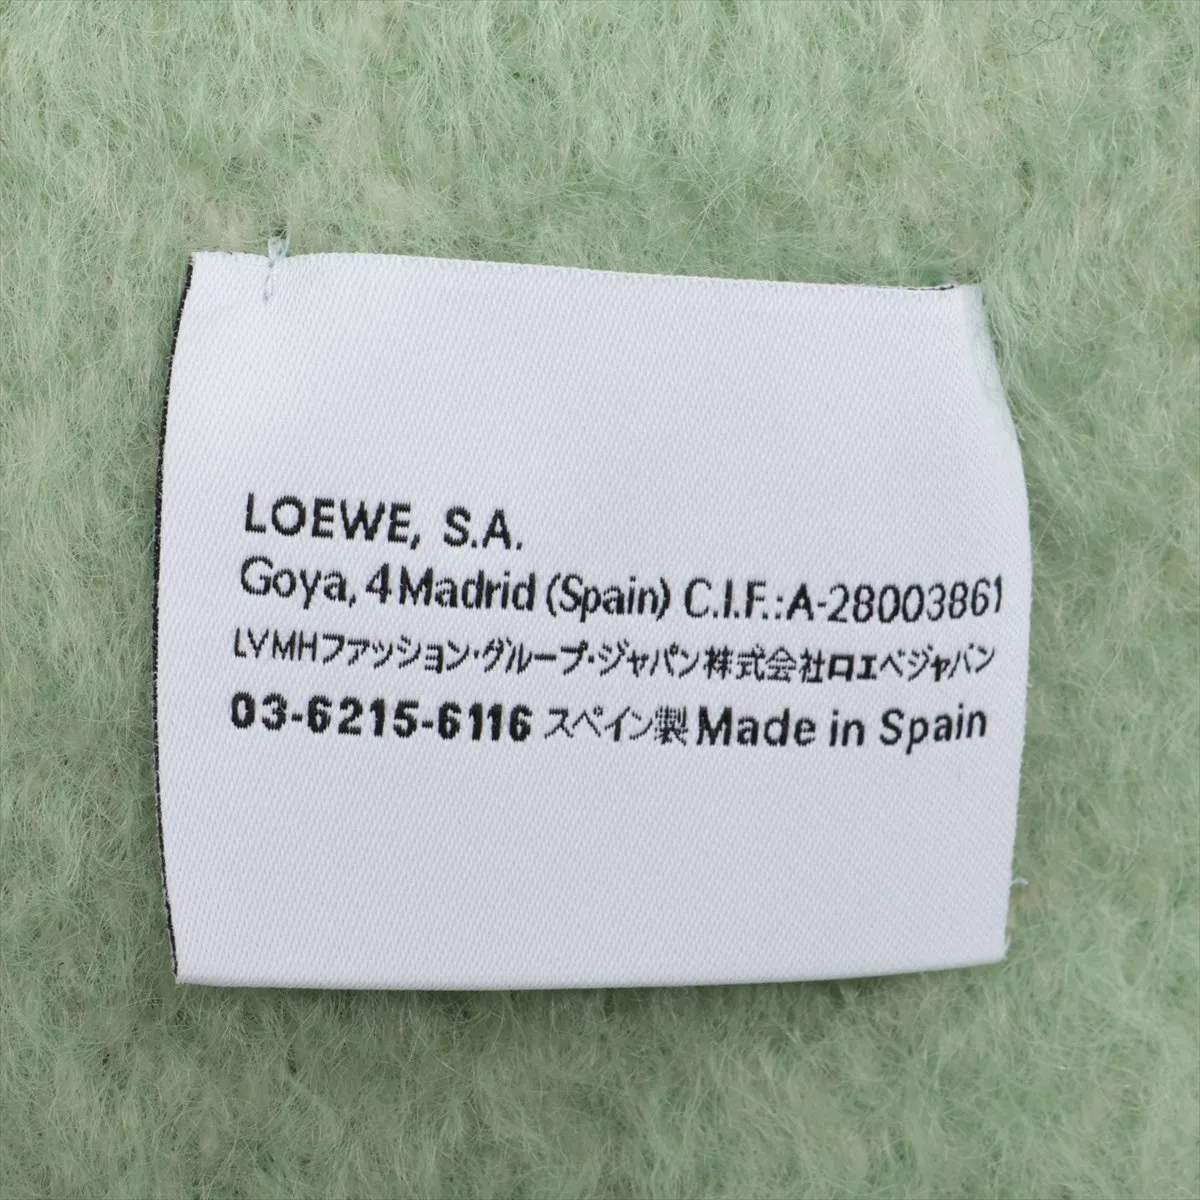 LOEWE, S.A.
Goya, 4 Madrid (Spain) C.I.F.:A-28003861
LVMHファッション・グループ・ジャパン株式会社ロエベジャパン
03-6215-6116 スペイン製 Made in Spain